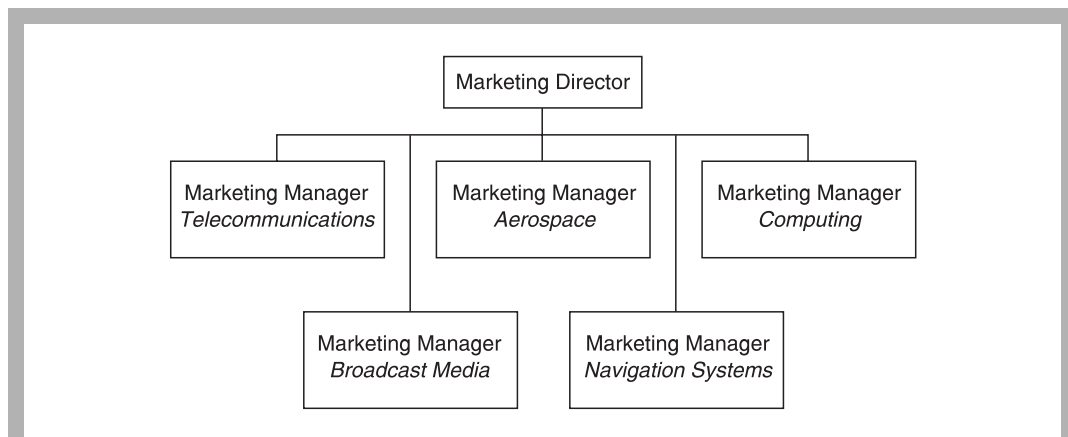 Marketing Director
Marketing Manager
Telecommunications
Marketing Manager
Aerospace
Marketing Manager
Computing
Marketing Manager
Broadcast Media
Marketing Manager
Navigation Systems